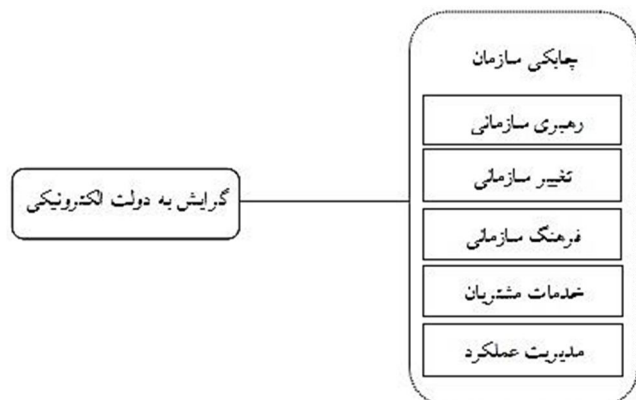 چابکی سازمان
رهبری سازمانی
تغییر سازمانی
گرایش به دولت الکترونیکی
فرهنگ سازمانی
خدمات مشتریان
مدیریت عملکرد